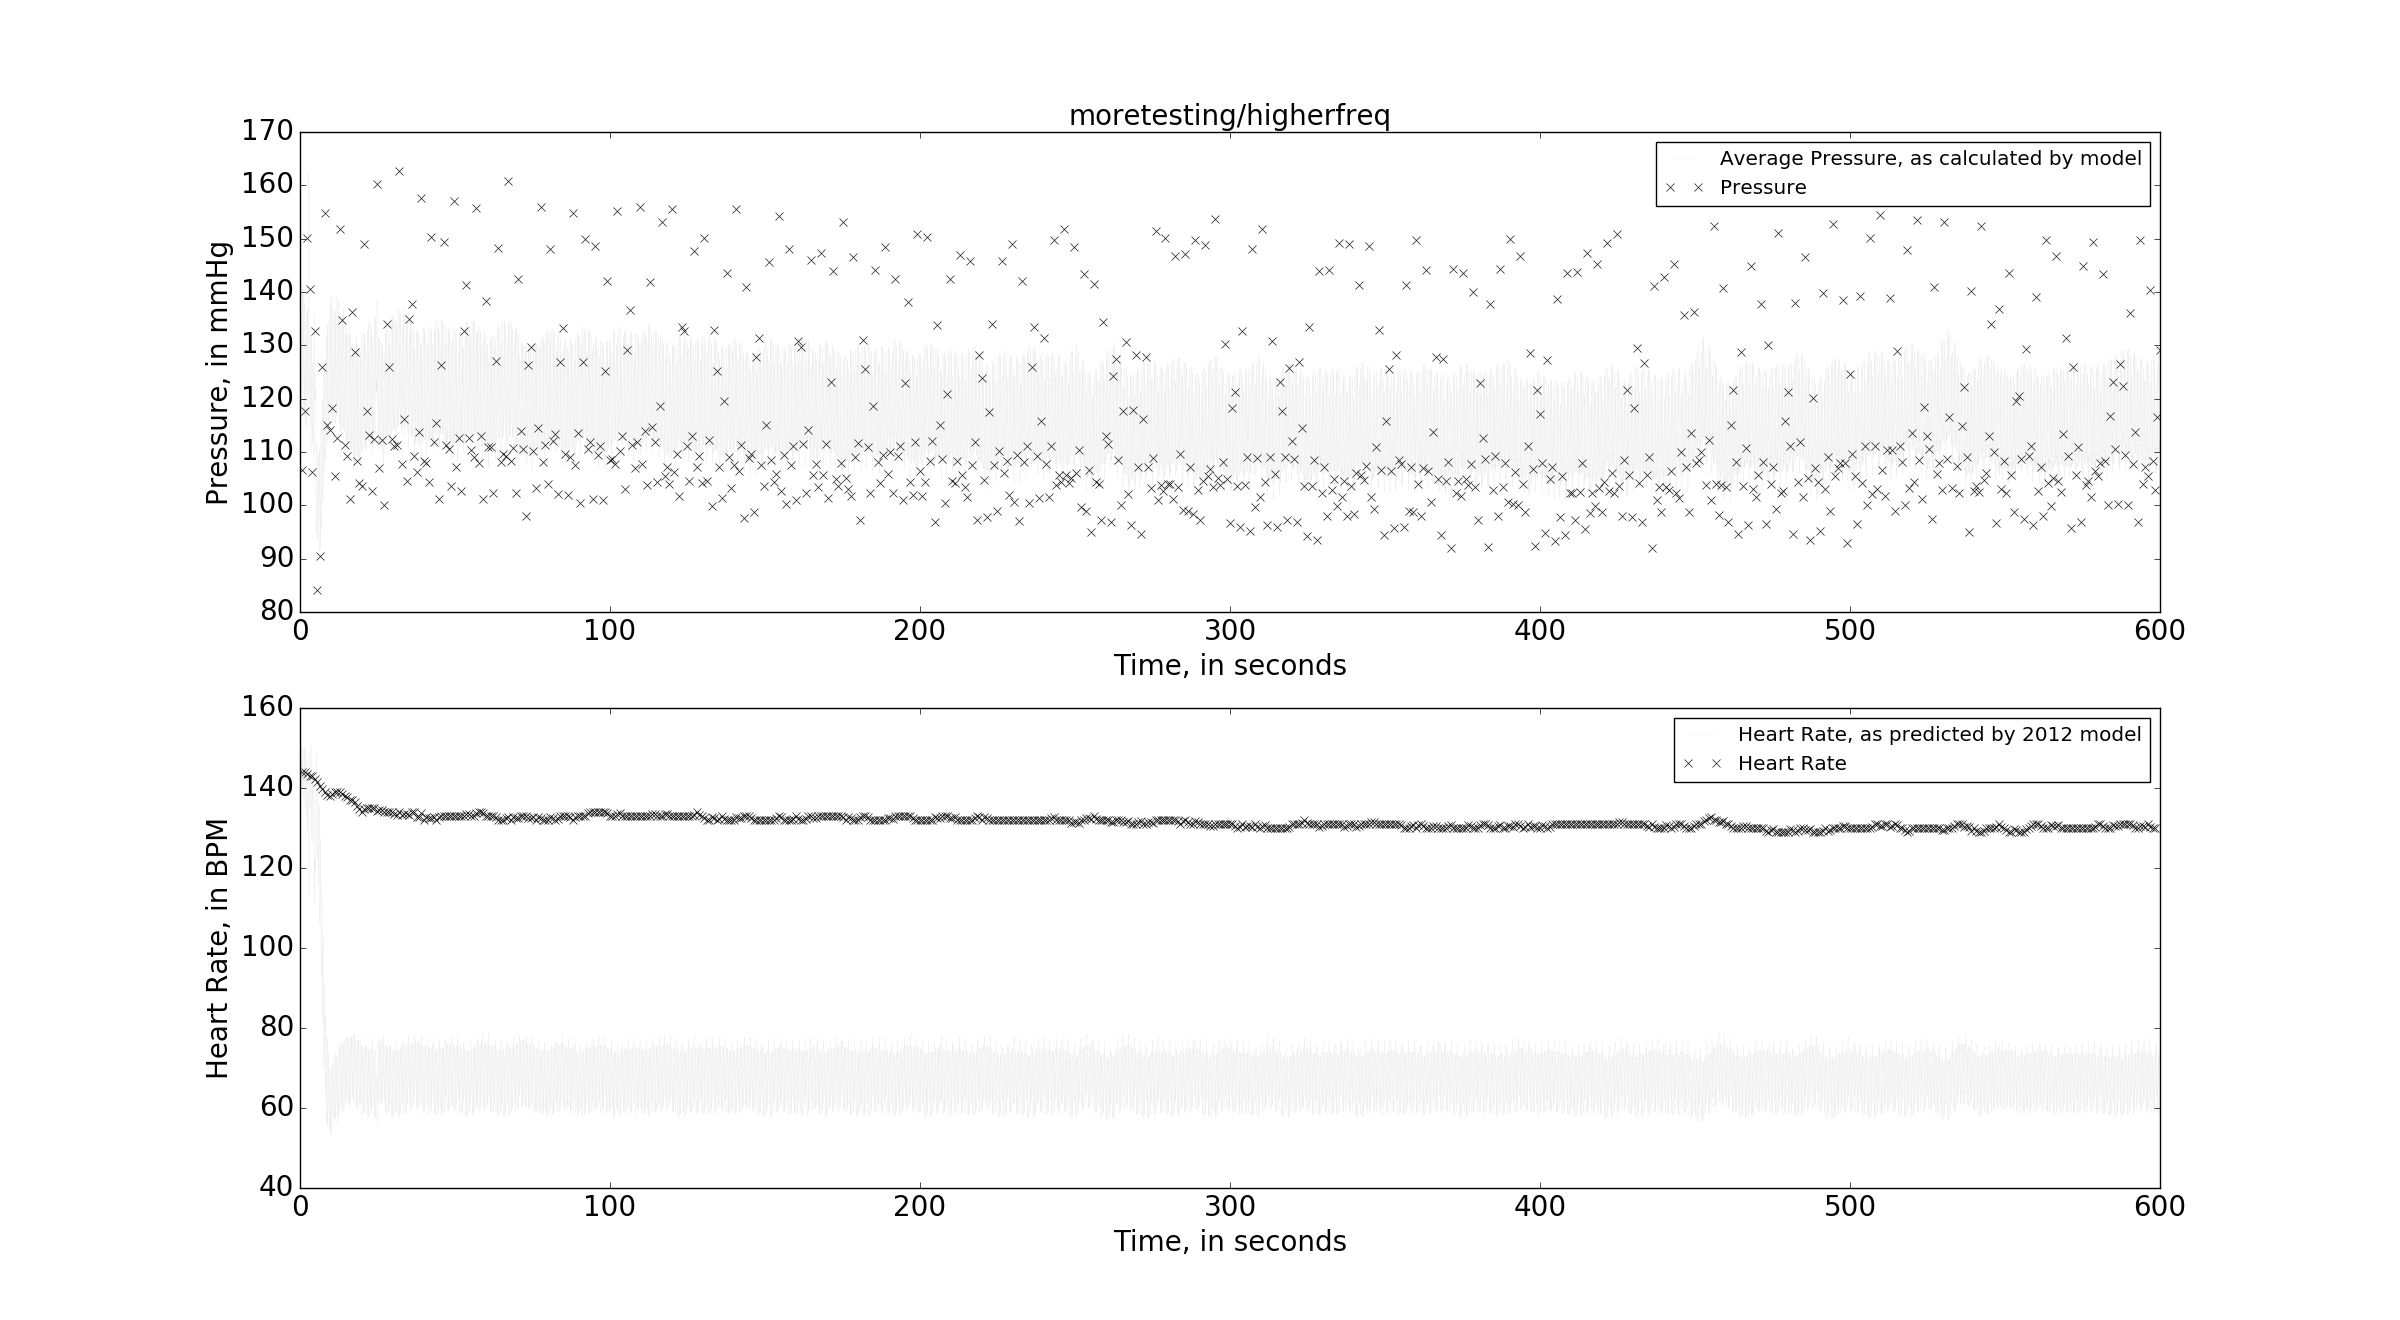 moretesting/higherfreq
170
160
150
140
130
120
110
100
90
80
Pressure, in mmHg
Average Pressure, as calculated by model
Pressure
0 100 200 300 400 500 600
Time, in seconds
160
140
120
100
80
60
40
Heart Rate, in BPM
Heart Rate, as predicted by 2012 model
Heart Rate
0 100 200 300 400 500 600
Time, in seconds